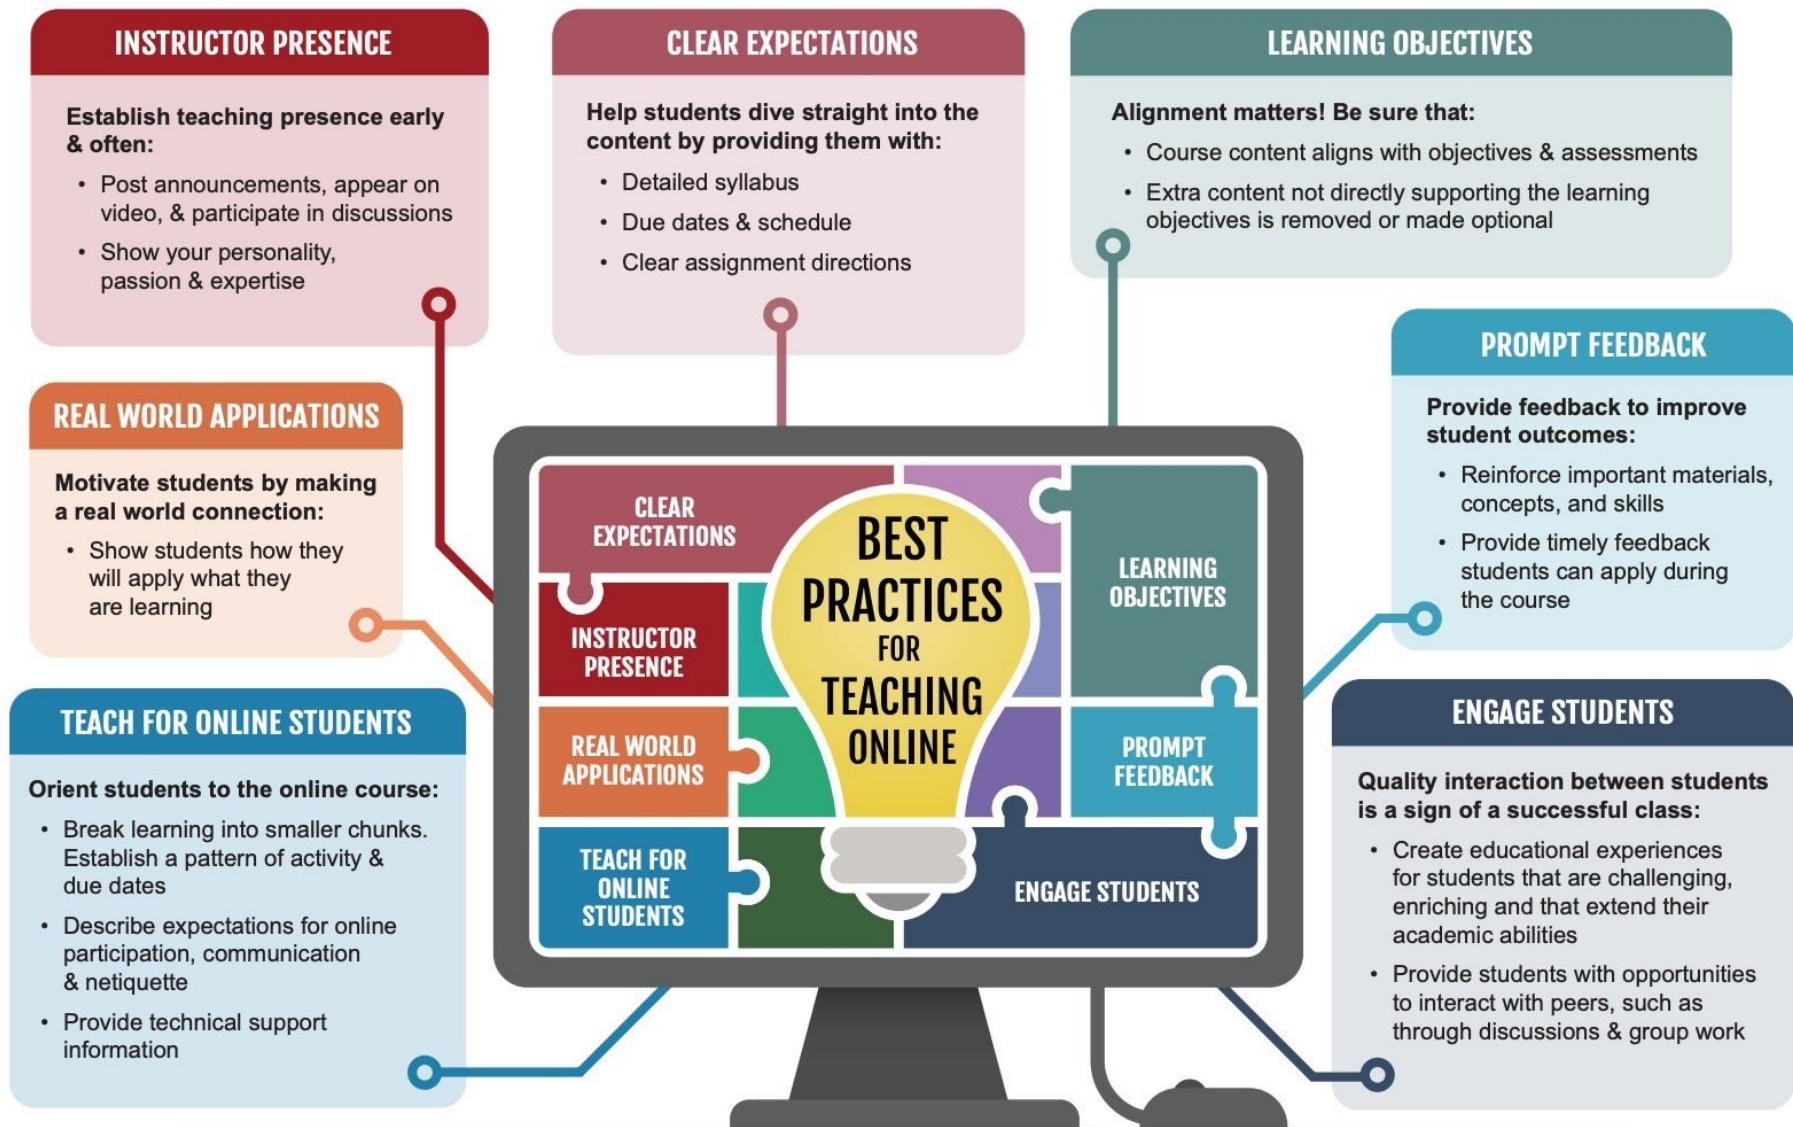 INSTRUCTOR PRESENCE
Establish teaching presence early
& often:
• Post announcements, appear on
video, & participate in discussions
• Show your personality,
passion & expertise
CLEAR EXPECTATIONS
Help students dive straight into the
content by providing them with:
• Detailed syllabus
• Due dates & schedule
• Clear assignment directions
LEARNING OBJECTIVES
Alignment matters! Be sure that:
• Course content aligns with objectives & assessments
• Extra content not directly supporting the learning
objectives is removed or made optional
REAL WORLD APPLICATIONS
Motivate students by making
a real world connection:
• Show students how they
will apply what they
are learning
PROMPT FEEDBACK
Provide feedback to improve
student outcomes:
• Reinforce important materials,
concepts, and skills
• Provide timely feedback
students can apply during
the course
TEACH FOR ONLINE STUDENTS
Orient students to the online course:
• Break learning into smaller chunks.
Establish a pattern of activity &
due dates
• Describe expectations for online
participation, communication
& netiquette
• Provide technical support
information
ENGAGE STUDENTS
Quality interaction between students
is a sign of a successful class:
• Create educational experiences
for students that are challenging,
enriching and that extend their
academic abilities
• Provide students with opportunities
to interact with peers, such as
through discussions & group work
CLEAR
EXPECTATIONS
INSTRUCTOR
PRESENCE
REAL WORLD
APPLICATIONS
TEACH FOR
ONLINE
STUDENTS
BEST
PRACTICES
FOR
TEACHING
ONLINE
LEARNING
OBJECTIVES
PROMPT
FEEDBACK
ENGAGE STUDENTS